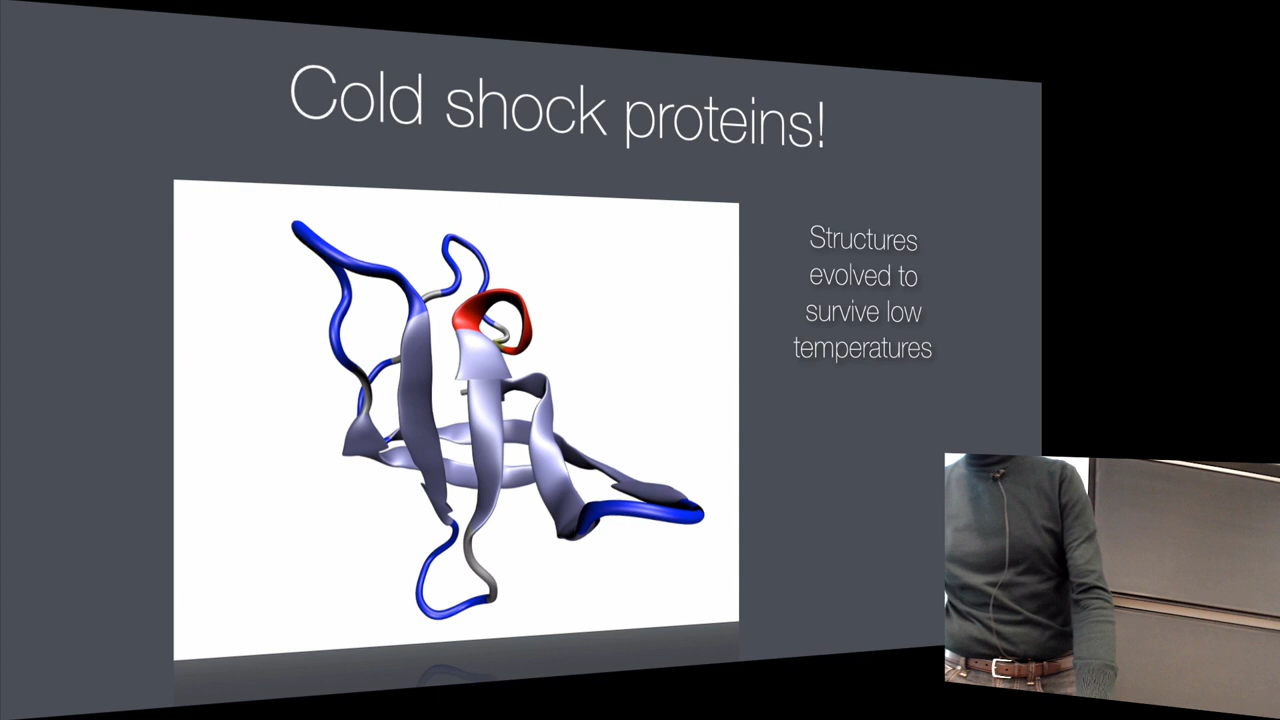 Cold shock proteins!
Structures
evolved to
survive low
temperatures